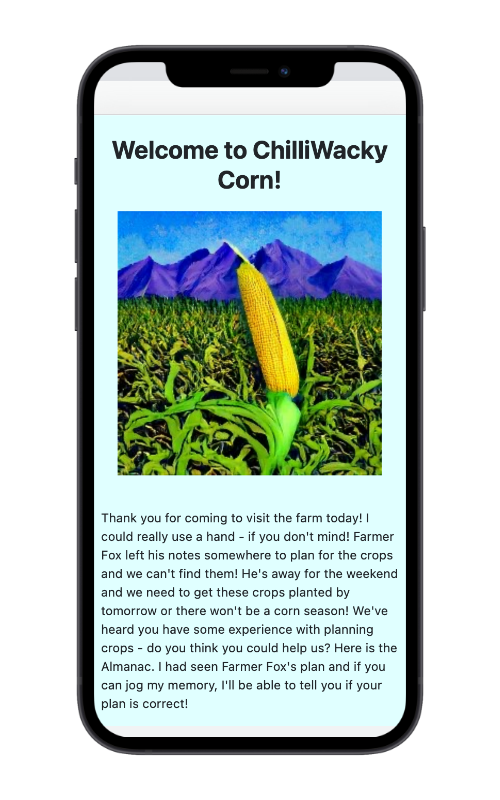 Welcome to ChilliWacky
Corn!
Thank you for coming to visit the farm today! I
could really use a hand - if you don't mind! Farmer
Fox left his notes somewhere to plan for the crops
and we can't find them! He's away for the weekend
and we need to get these crops planted by
tomorrow or there won't be a corn season! We've
heard you have some experience with planning
crops - do you think you could help us? Here is the
Almanac. I had seen Farmer Fox's plan and if you
can jog my memory, I'll be able to tell you if your
plan is correct!